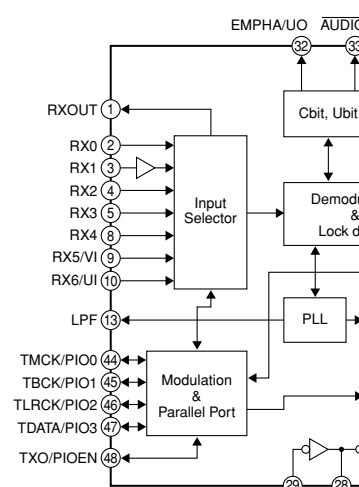 EMPHA/UO
32
33
RXOUT 1
Cbit, Ubit
RX0 2
RX1 3
RX2 4
RX3 5
RX4 8
RX5/VI 9
RX6/UI 10
Input
Selector
&
Lock
LPF 13
PLL
TMCK/PIO0 44
TBCK/PIO1 45
TLRCK/PIO2 46
TDATA/PIO3 47
TXO/PIOEN 48
Modulation
&
Parallel Port
29
28